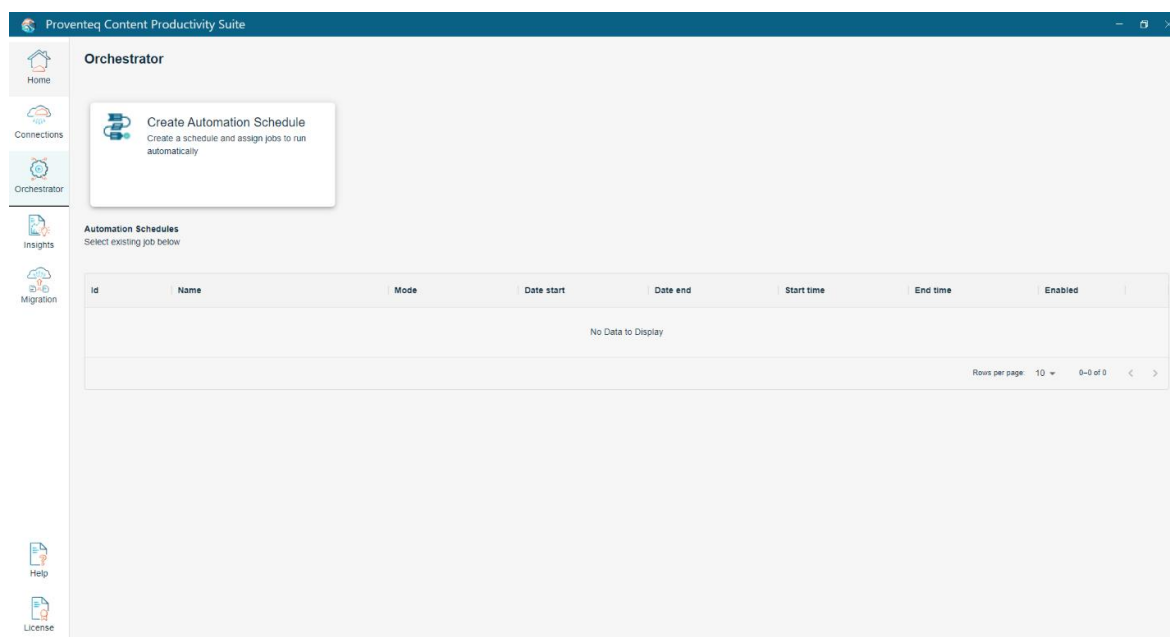 Proventeq Content Productivity Suite
Home
Connections
Orchestrator
Insights
Migration
Help
License
Orchestrator
Create Automation Schedule
Create a schedule and assign jobs to run
automatically
Automation Schedules
Select existing job below
Id Name Mode Date start Date end Start time End time Enabled
No Data to Display
Rows per page: 10 0–0 of 0